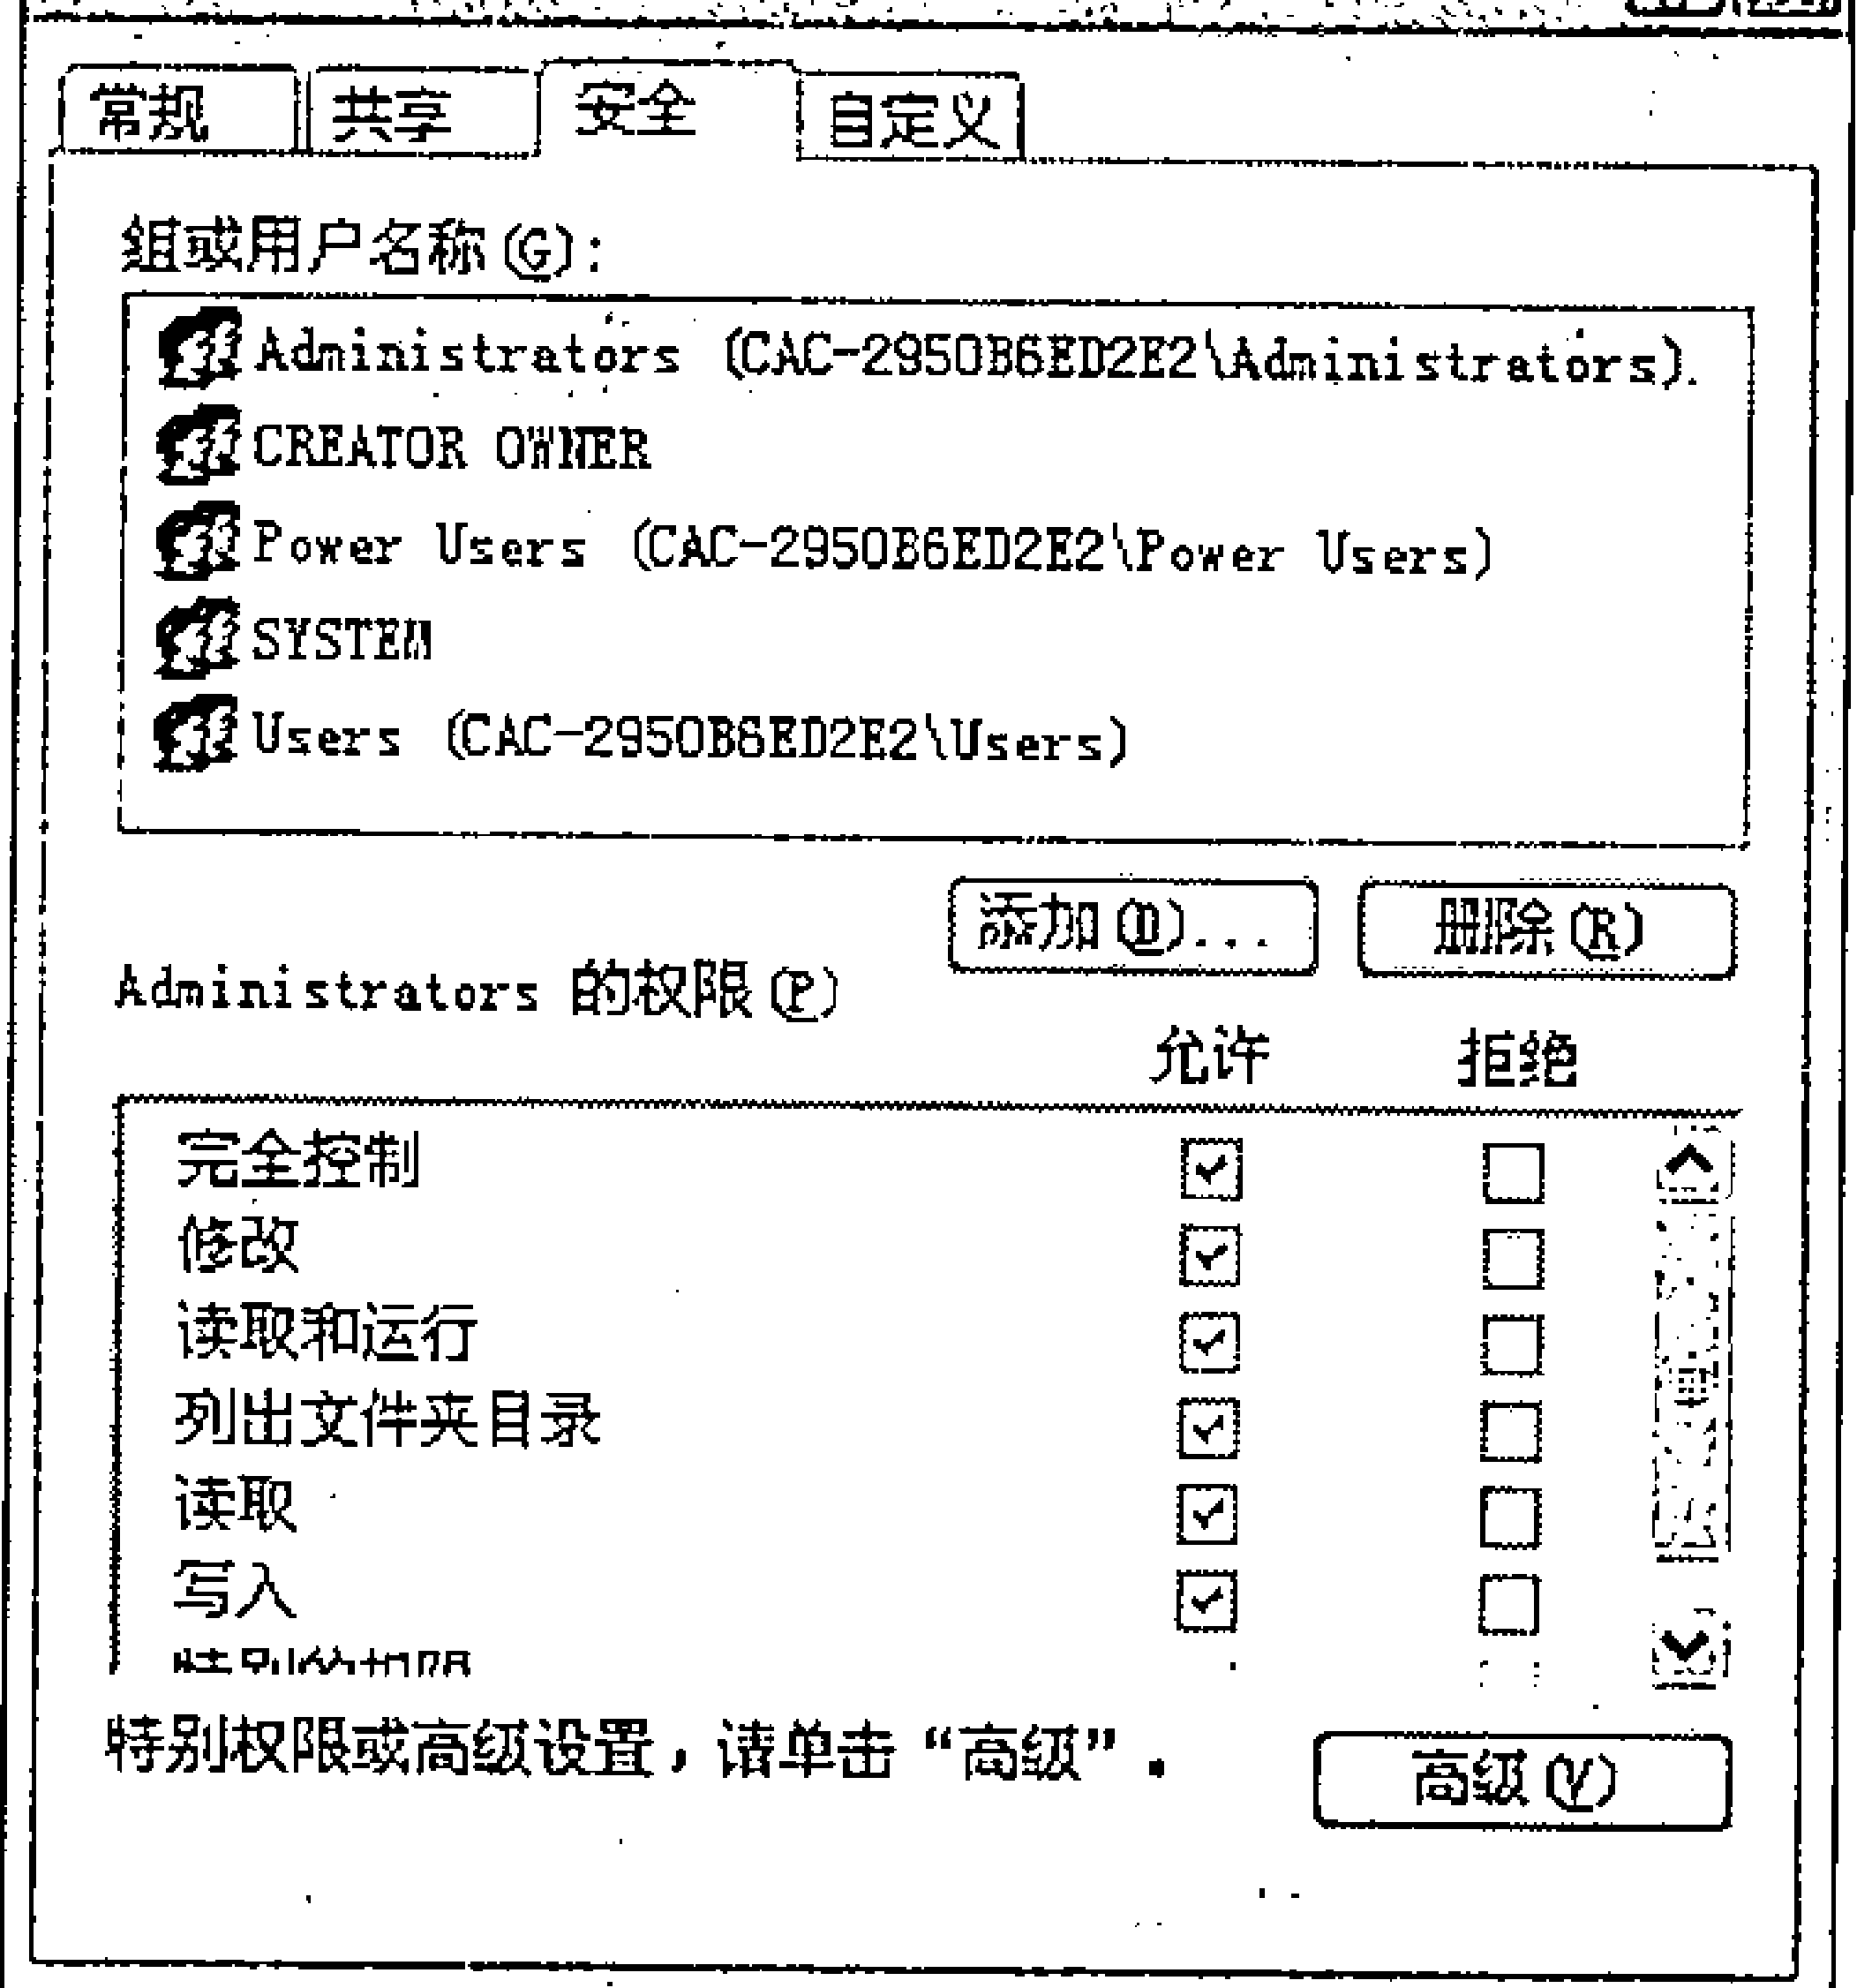 常规 共享 安全 自定义
组或用户名称(G):
Administrators (CAC-2950B6ED2E2\Administrators)
CREATOR OWNER
Power Users (CAC-2950B6ED2E2\Power Users)
SYSTEM
Users (CAC-2950B6ED2E2\Users)
添加(D)... 删除(R)
Administrators 的权限(P)
允许 拒绝
完全控制
修改
读取和运行
列出文件夹目录
读取
写入
特别权限或高级设置，请单击“高级”。
高级(V)